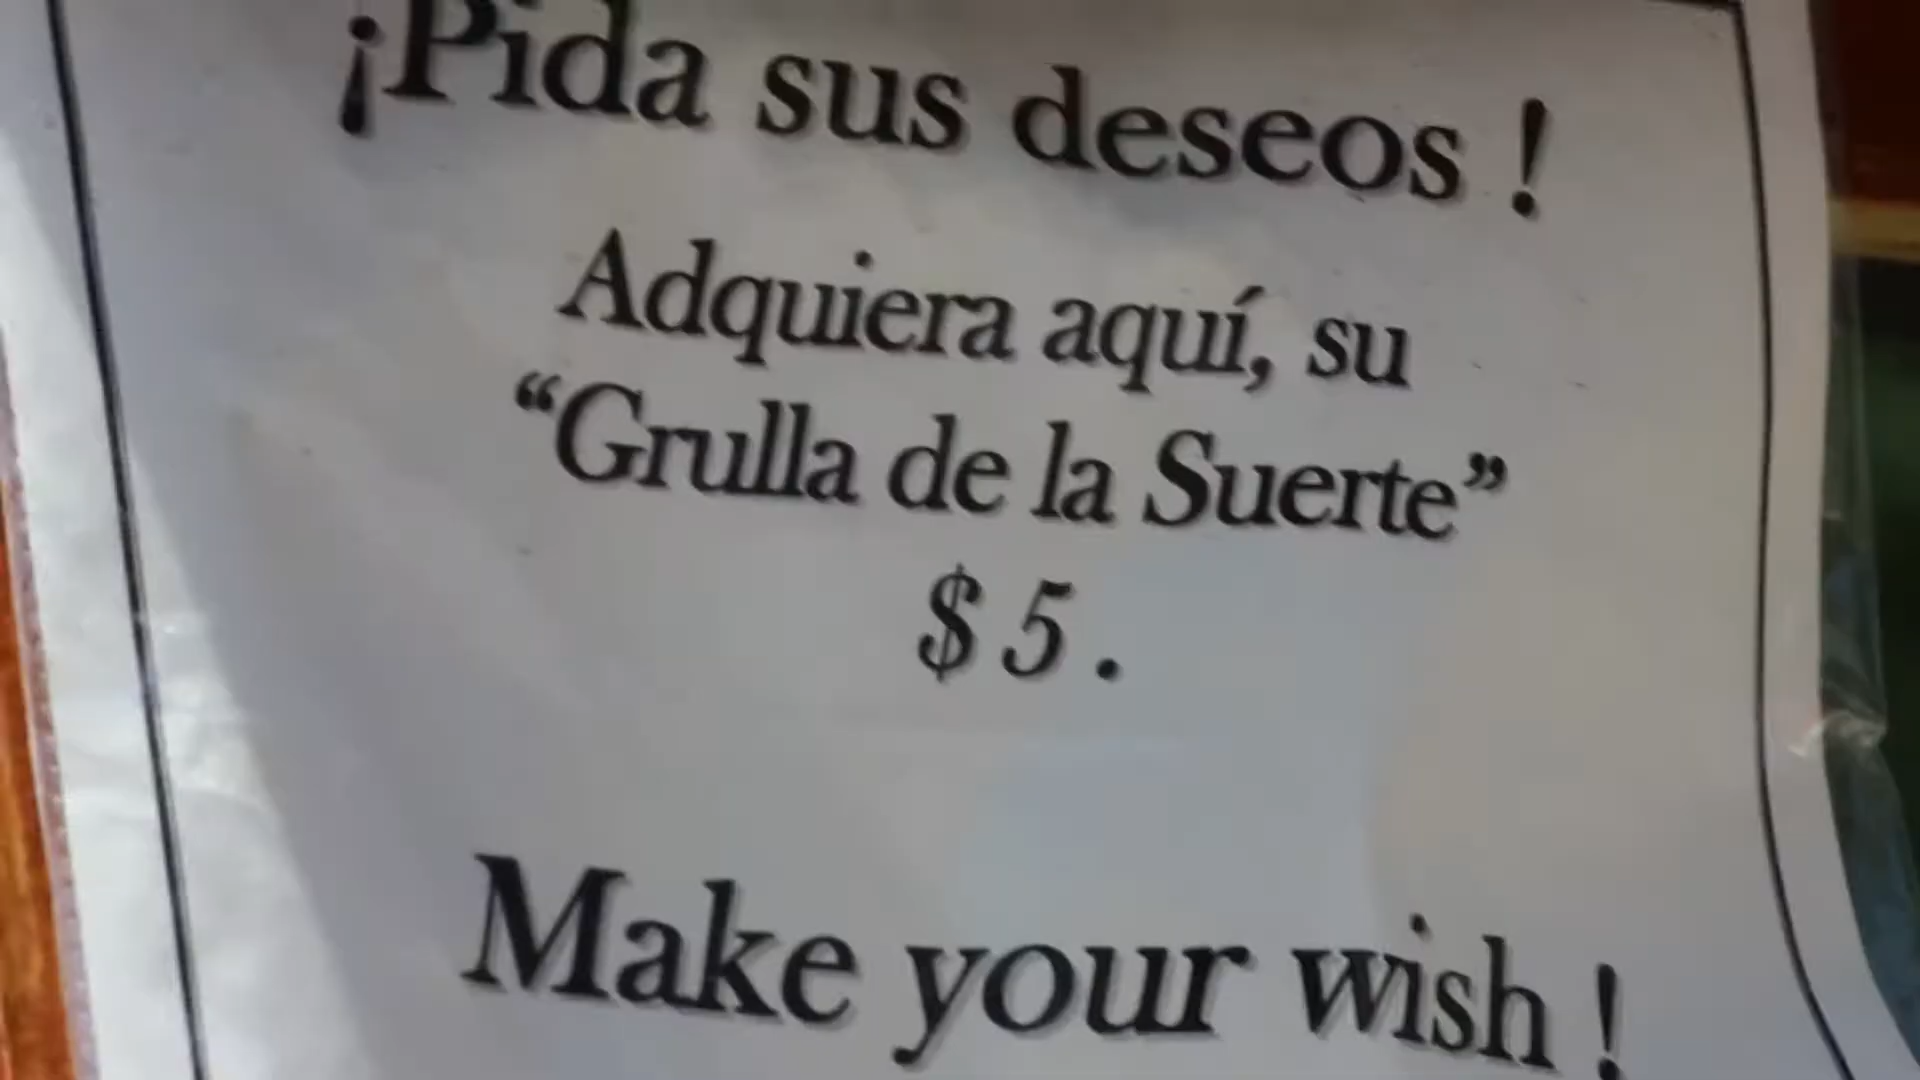 ¡Pida sus deseos !
Adquiera aquí, su
“Grulla de la Suerte”
$ 5 .
Make your wish !